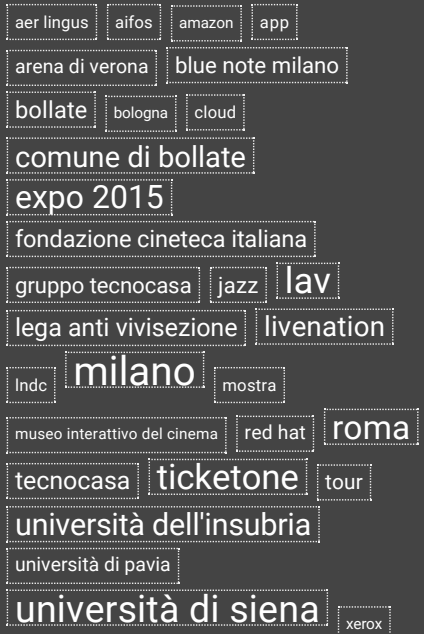 aer lingus aifos amazon app
arena di verona blue note milano
bollate bologna cloud
comune di bollate
expo 2015
fondazione cineteca italiana
gruppo tecnocasa jazz lav
lega anti vivisezione livenation
lndc milano mostra
museo interattivo del cinema red hat roma
tecnocasa ticketone tour
università dell'insubria
università di pavia
università di siena xerox